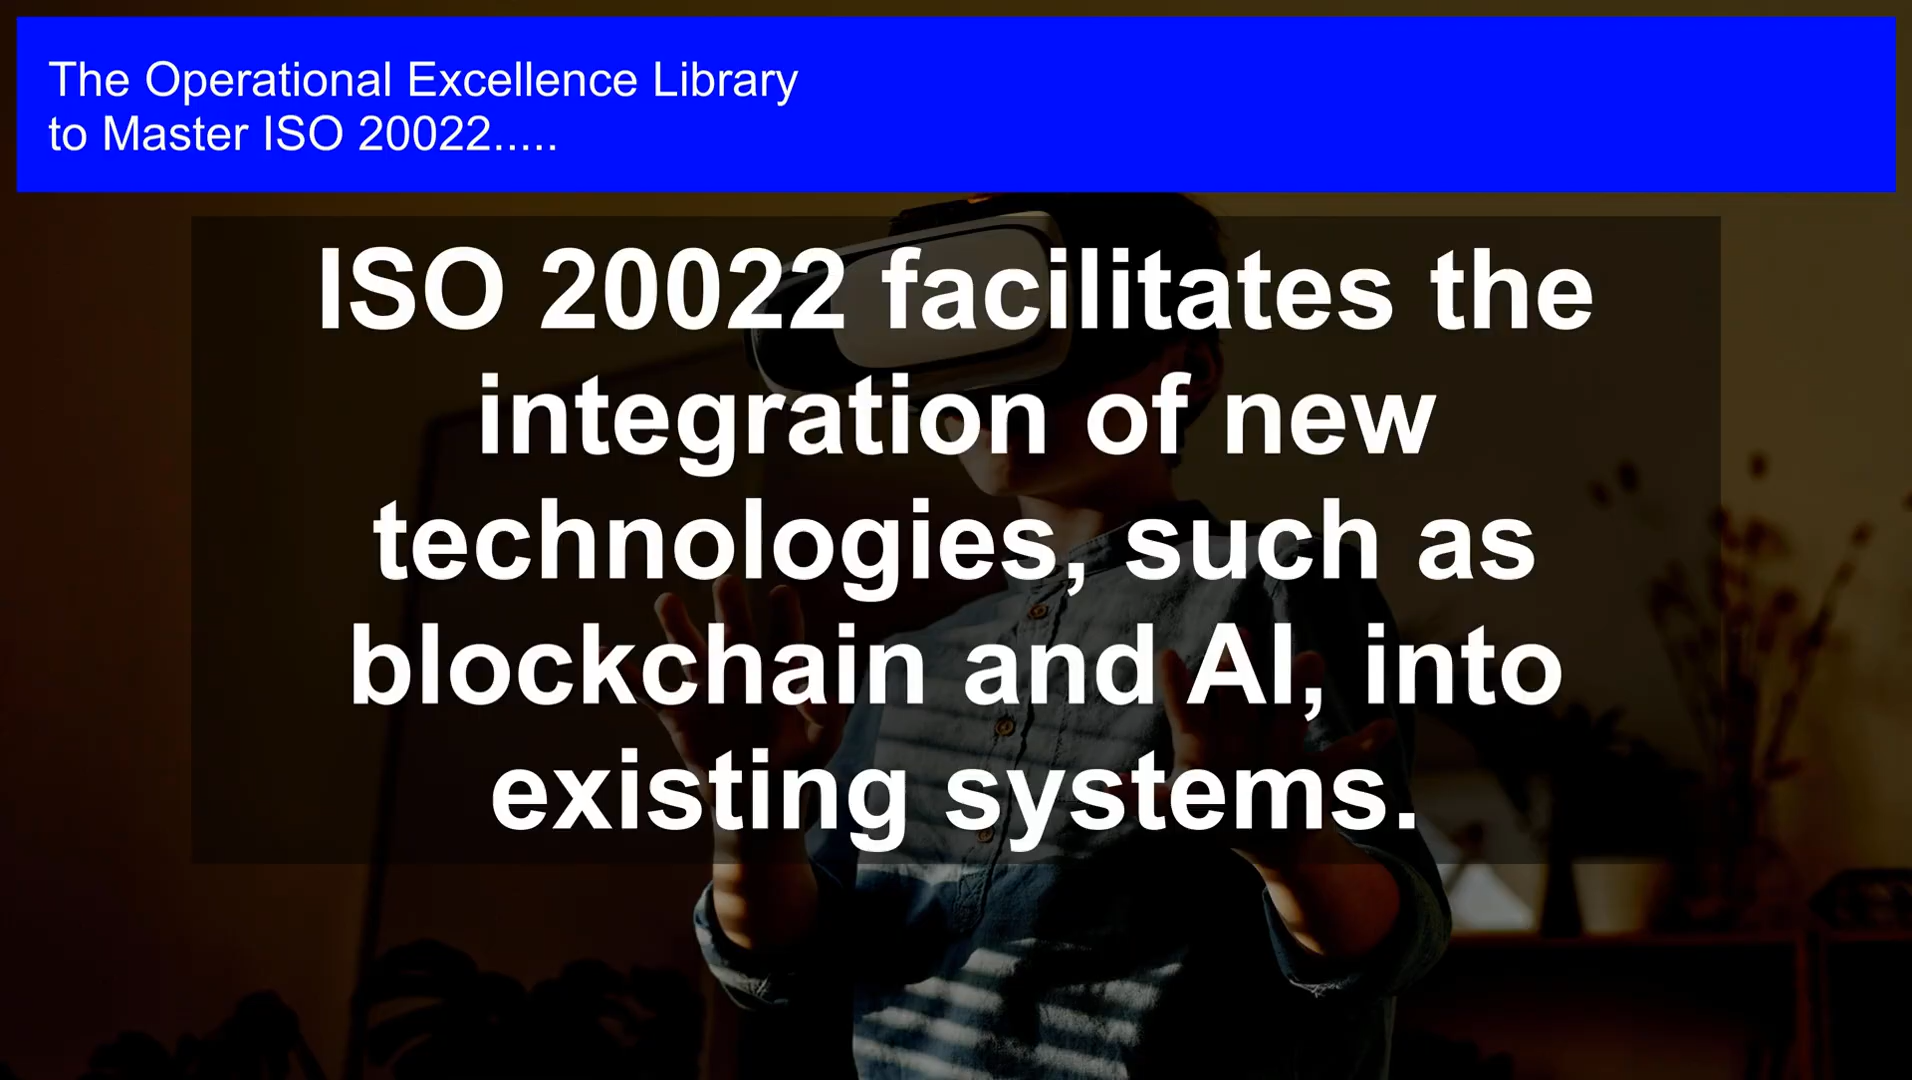 The Operational Excellence Library
to Master ISO 20022.....
ISO 20022 facilitates the
integration of new
technologies, such as
blockchain and AI, into
existing systems.